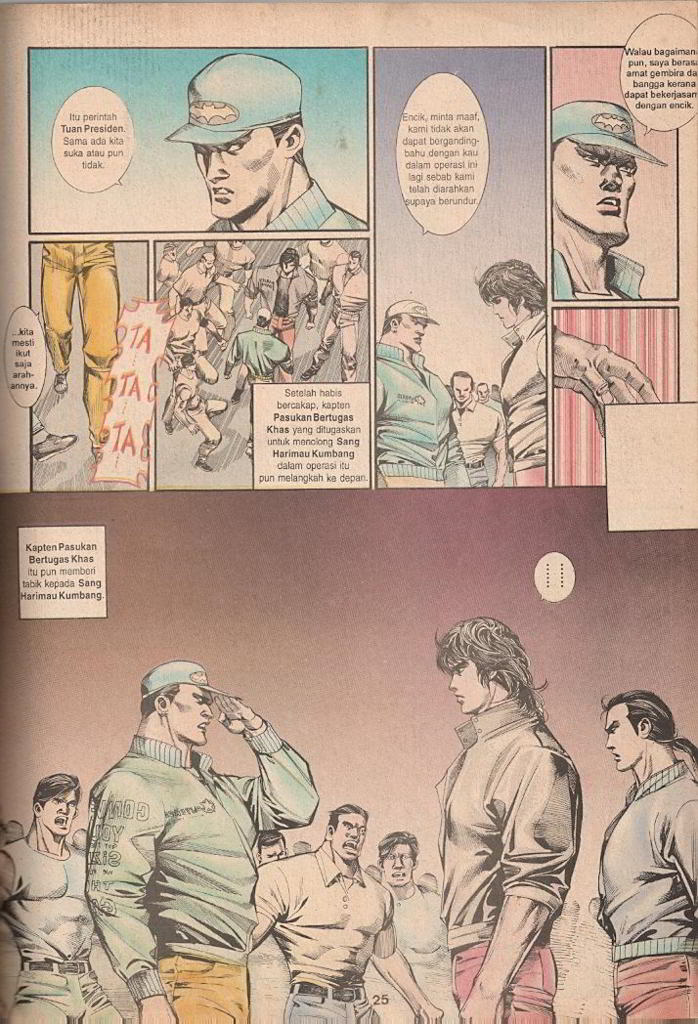 Itu perintah
Tuan Presiden.
Sama ada kita
suka atau pun
tidak.
Encik, minta maaf,
kami tidak akan
dapat berganding-
bahu dengan kau
dalam operasi ini
lagi sebab kami
telah diarahkan
supaya berundur.
Walau bagaiman
pun, saya berasa
amat gembira da
bangga kerana
dapat bekerjasam
dengan encik.
...kita
mesti
ikut
saja
arah-
annya.
TA
TA
TA
Setelah habis
bercakap, kapten
Pasukan Bertugas
Khas yang ditugaskan
untuk menolong Sang
Harimau Kumbang
dalam operasi itu
pun melangkah ke depan.
Kapten Pasukan
Bertugas Khas
itu pun memberi
tabik kepada Sang
Harimau Kumbang.
25